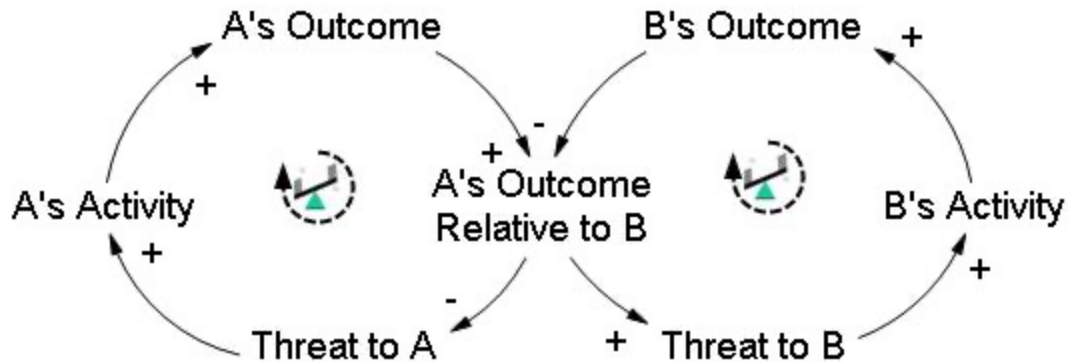 A's Outcome
B's Outcome
+
+
-
+
A's Outcome
Relative to B
A's Activity
B's Activity
+
+
-
+
Threat to A
Threat to B